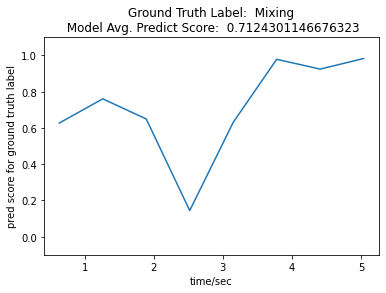 Ground Truth Label: Mixing
Model Avg. Predict Score: 0.7124301146676323
pred score for ground truth label
1.0
0.8
0.6
0.4
0.2
0.0
1 2 3 4 5
time/sec